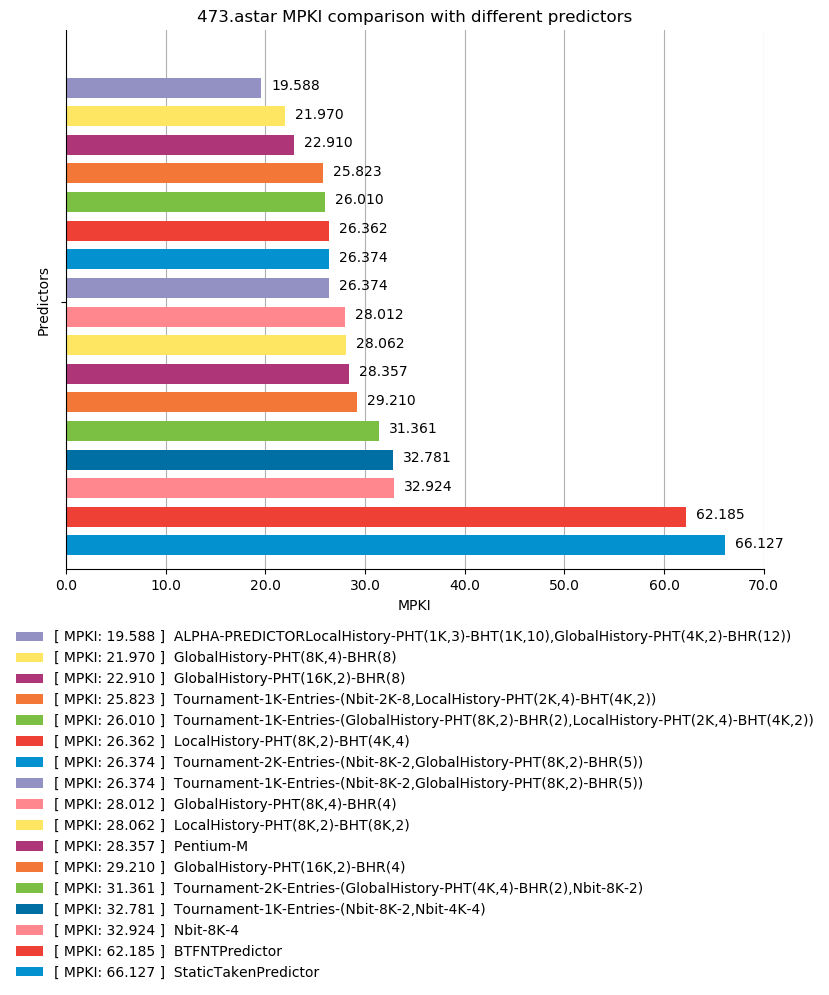 473.astar MPKI comparison with different predictors
19.588
21.970
22.910
25.823
26.010
26.362
26.374
26.374
28.012
28.062
28.357
29.210
31.361
32.781
32.924
62.185
66.127
Predictors
0.0 10.0 20.0 30.0 40.0 50.0 60.0 70.0
MPKI
[ MPKI: 19.588 ] ALPHA-PREDICTORLocalHistory-PHT(1K,3)-BHT(1K,10),GlobalHistory-PHT(4K,2)-BHR(12))
[ MPKI: 21.970 ] GlobalHistory-PHT(8K,4)-BHR(8)
[ MPKI: 22.910 ] GlobalHistory-PHT(16K,2)-BHR(8)
[ MPKI: 25.823 ] Tournament-1K-Entries-(Nbit-2K-8,LocalHistory-PHT(2K,4)-BHT(4K,2))
[ MPKI: 26.010 ] Tournament-1K-Entries-(GlobalHistory-PHT(8K,2)-BHR(2),LocalHistory-PHT(2K,4)-BHT(4K,2))
[ MPKI: 26.362 ] LocalHistory-PHT(8K,2)-BHT(4K,4)
[ MPKI: 26.374 ] Tournament-2K-Entries-(Nbit-8K-2,GlobalHistory-PHT(8K,2)-BHR(5))
[ MPKI: 26.374 ] Tournament-1K-Entries-(Nbit-8K-2,GlobalHistory-PHT(8K,2)-BHR(5))
[ MPKI: 28.012 ] GlobalHistory-PHT(8K,4)-BHR(4)
[ MPKI: 28.062 ] LocalHistory-PHT(8K,2)-BHT(8K,2)
[ MPKI: 28.357 ] Pentium-M
[ MPKI: 29.210 ] GlobalHistory-PHT(16K,2)-BHR(4)
[ MPKI: 31.361 ] Tournament-2K-Entries-(GlobalHistory-PHT(4K,4)-BHR(2),Nbit-8K-2)
[ MPKI: 32.781 ] Tournament-1K-Entries-(Nbit-8K-2,Nbit-4K-4)
[ MPKI: 32.924 ] Nbit-8K-4
[ MPKI: 62.185 ] BTFNTPredictor
[ MPKI: 66.127 ] StaticTakenPredictor